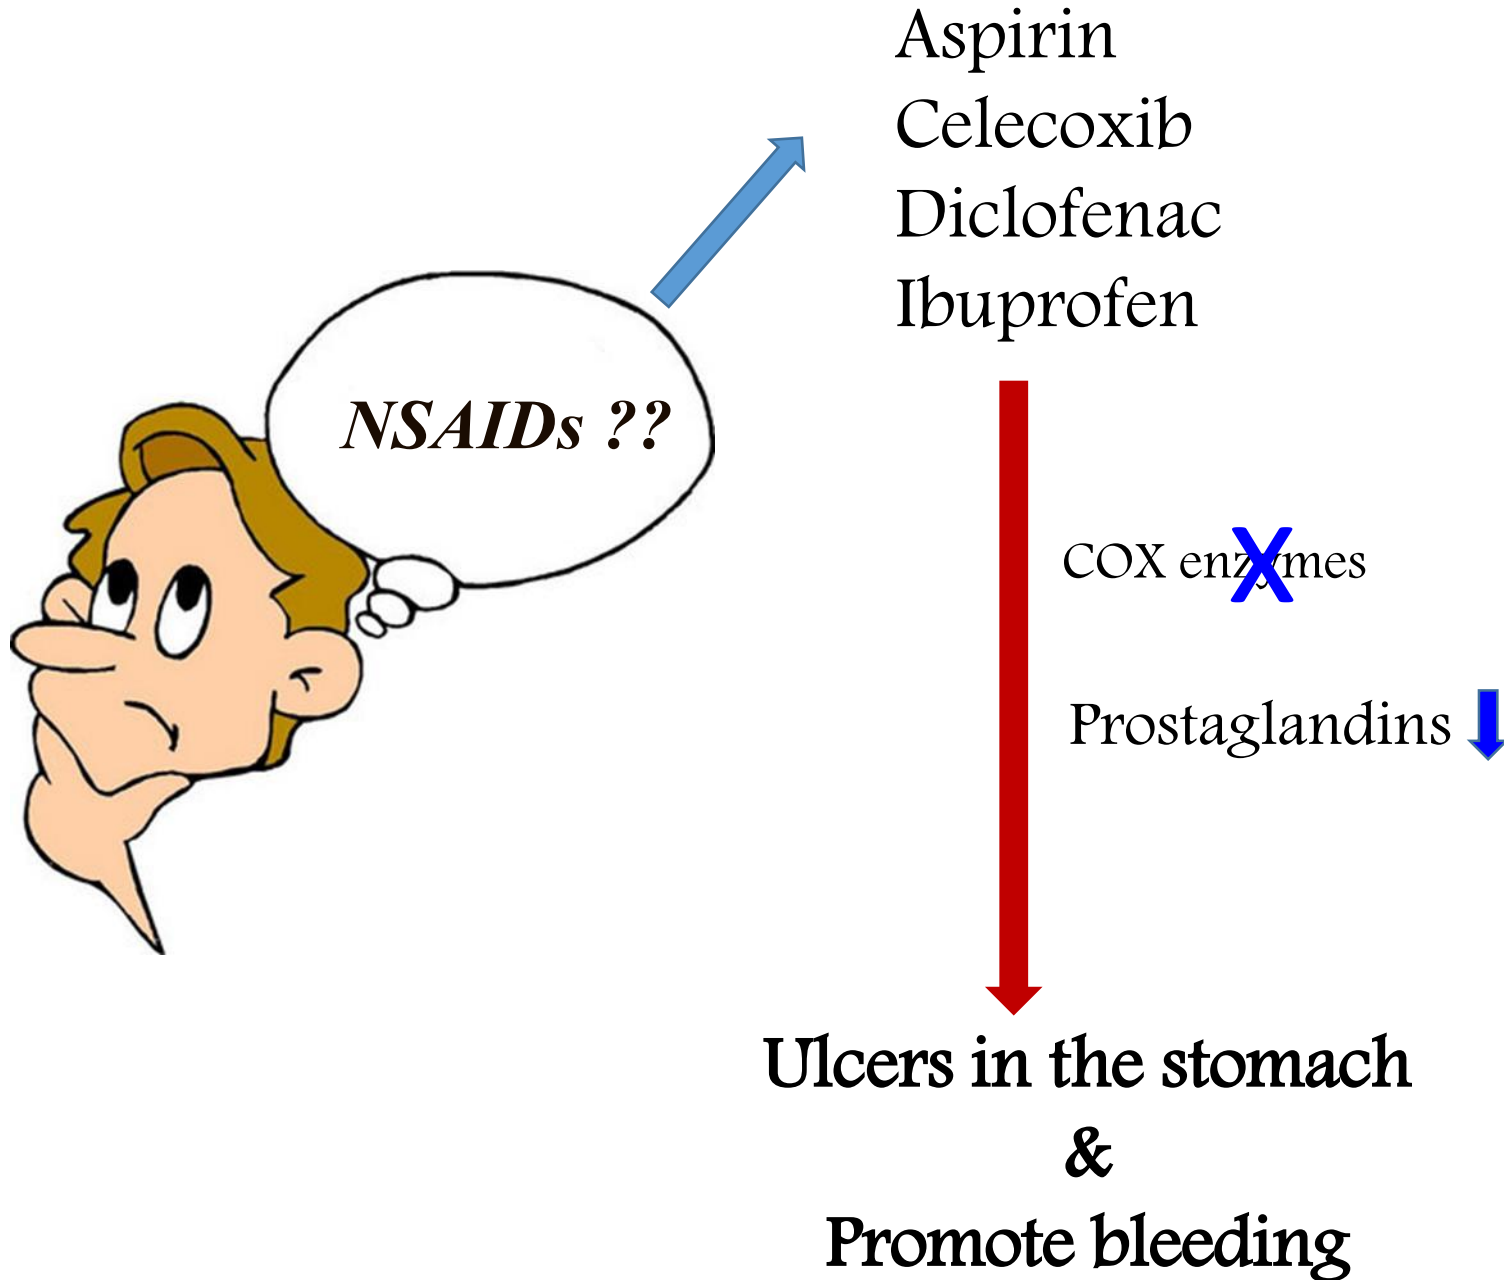 Aspirin
Celecoxib
Diclofenac
Ibuprofen
NSAIDs ??
COX enzymes
X
Prostaglandins
Ulcers in the stomach
&
Promote bleeding